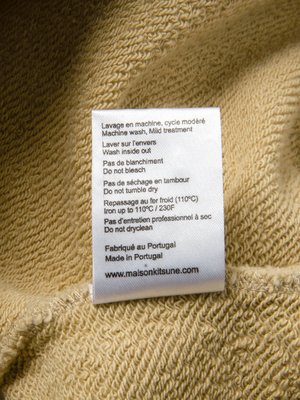 Lavage en machine, cycle modéré
Machine wash, Mild treatment
Laver sur l'envers
Wash inside out
Pas de blanchiment
Do not bleach
Pas de séchage en tambour
Do not tumble dry
Repassage au fer froid (110°C)
Iron up to 110°C / 230F
Pas d'entretien professionnel à sec
Do not dryclean
Fabriqué au Portugal
Made in Portugal
www.maisonkitsune.com